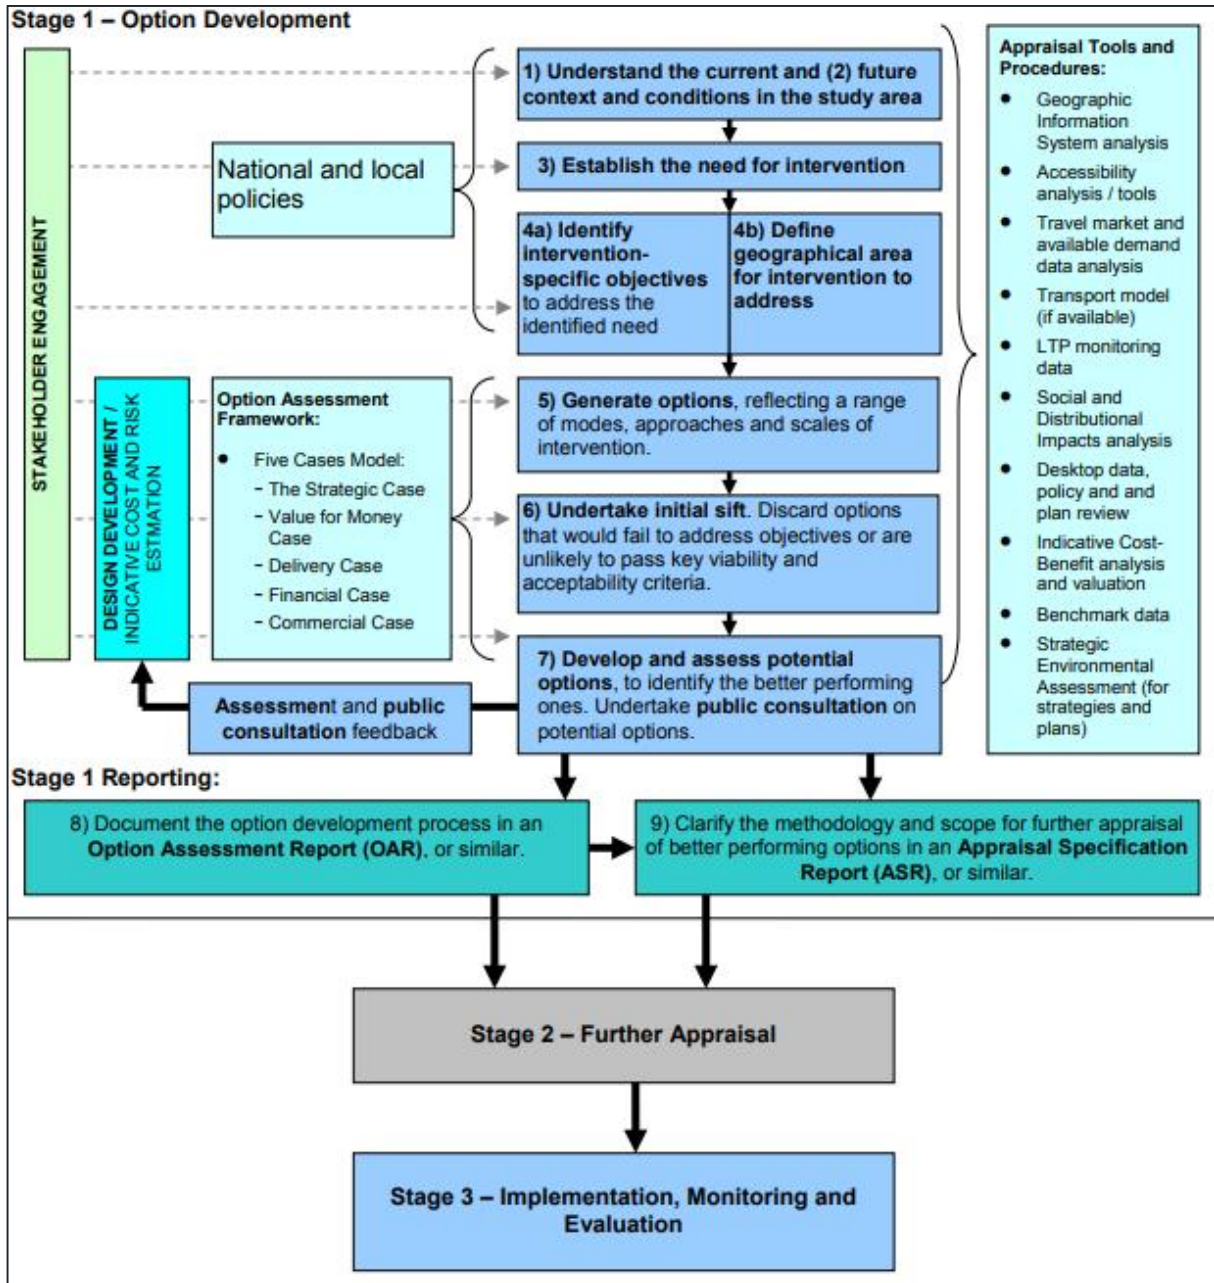 Stage 1 – Option Development
STAKEHOLDER ENGAGEMENT
National and local
policies
1) Understand the current and (2) future
context and conditions in the study area
3) Establish the need for intervention
4a) Identify
intervention-
specific objectives
to address the
identified need
4b) Define
geographical area
for intervention to
address
DESIGN DEVELOPMENT /
INDICATIVE COST AND RISK
ESTMATION
Option Assessment
Framework:
• Five Cases Model:
- The Strategic Case
- Value for Money
Case
- Delivery Case
- Financial Case
- Commercial Case
5) Generate options, reflecting a range
of modes, approaches and scales of
intervention.
6) Undertake initial sift. Discard options
that would fail to address objectives or are
unlikely to pass key viability and
acceptability criteria.
7) Develop and assess potential
options, to identify the better performing
ones. Undertake public consultation on
potential options.
Assessment and public
consultation feedback
Appraisal Tools and
Procedures:
• Geographic
Information
System analysis
• Accessibility
analysis / tools
• Travel market and
available demand
data analysis
• Transport model
(if available)
• LTP monitoring
data
• Social and
Distributional
Impacts analysis
• Desktop data,
policy and and
plan review
• Indicative Cost-
Benefit analysis
and valuation
• Benchmark data
• Strategic
Environmental
Assessment (for
strategies and
plans)
Stage 1 Reporting:
8) Document the option development process in an
Option Assessment Report (OAR), or similar.
9) Clarify the methodology and scope for further appraisal
of better performing options in an Appraisal Specification
Report (ASR), or similar.
Stage 2 – Further Appraisal
Stage 3 – Implementation, Monitoring and
Evaluation